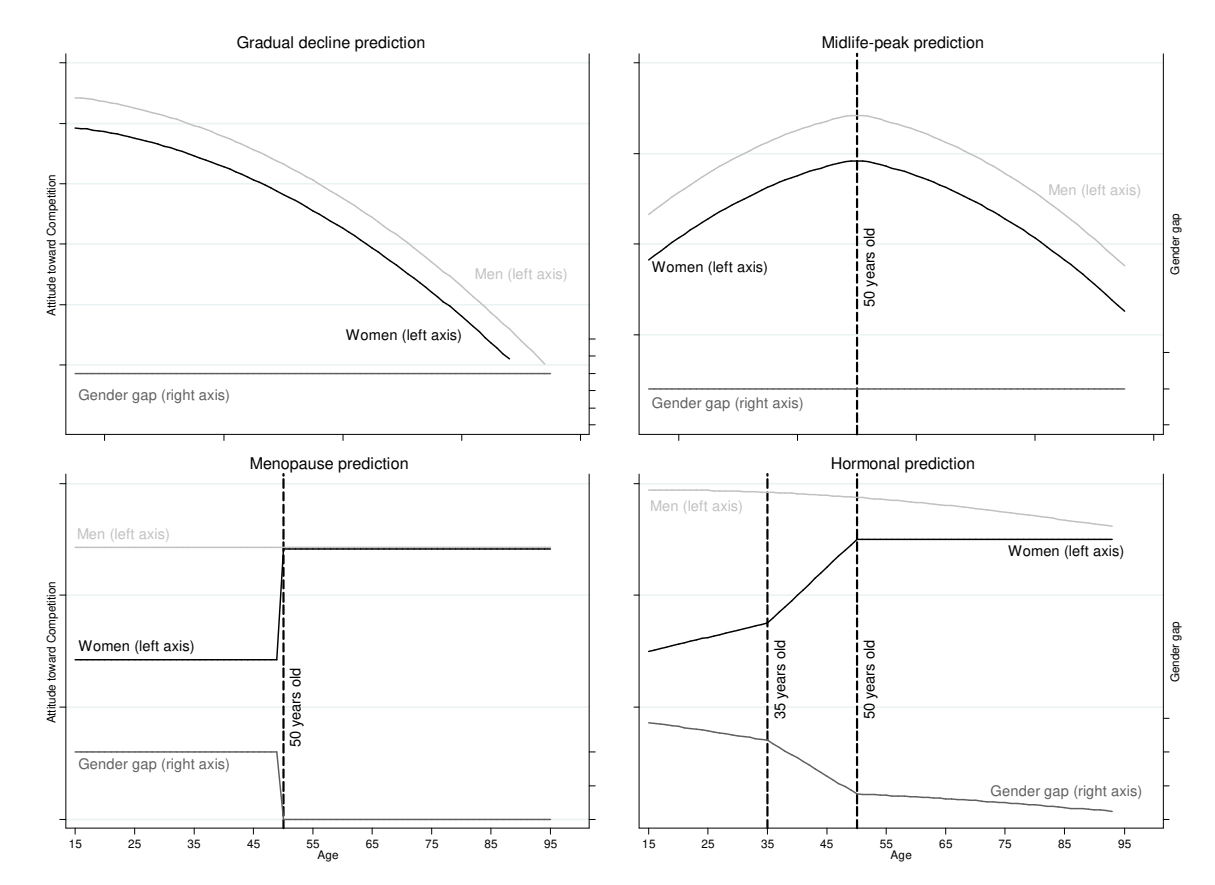 Gradual decline prediction
Midlife-peak prediction
Attitude toward Competition
Men (left axis)
Women (left axis)
Gender gap (right axis)
Men (left axis)
Women (left axis)
50 years old
Gender gap (right axis)
Gender gap
Menopause prediction
Hormonal prediction
Attitude toward Competition
Men (left axis)
Women (left axis)
50 years old
Gender gap (right axis)
15 25 35 45 55 65 75 85 95
Age
Men (left axis)
Women (left axis)
35 years old
50 years old
Gender gap (right axis)
Gender gap
15 25 35 45 55 65 75 85 95
Age